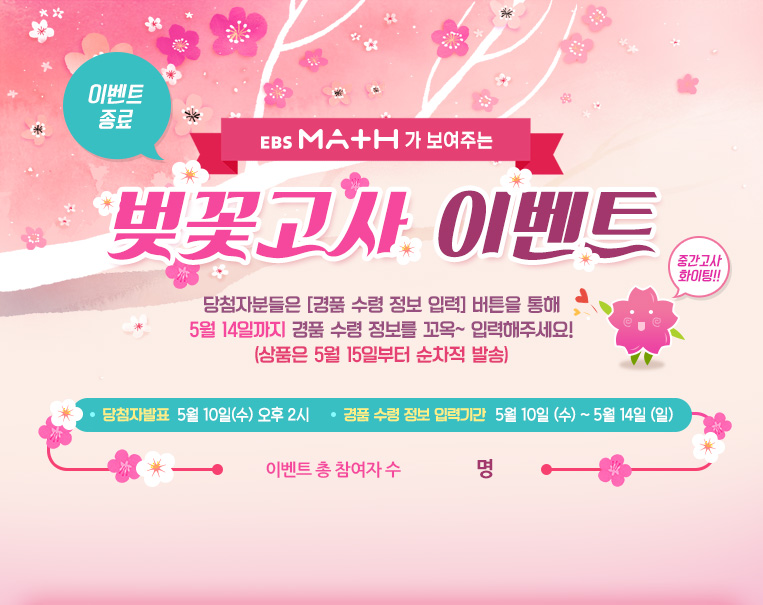 이벤트
종료
EBS MATH가 보여주는
벚꽃고사 이벤트
중간고사
화이팅!!
당첨자분들은 [경품 수령 정보 입력] 버튼을 통해
5월 14일까지 경품 수령 정보를 꼬옥~ 입력해주세요!
(상품은 5월 15일부터 순차적 발송)
• 당첨자발표 5월 10일(수) 오후 2시 • 경품 수령 정보 입력기간 5월 10일 (수) ~ 5월 14일 (일)
이벤트 총 참여자 수 명